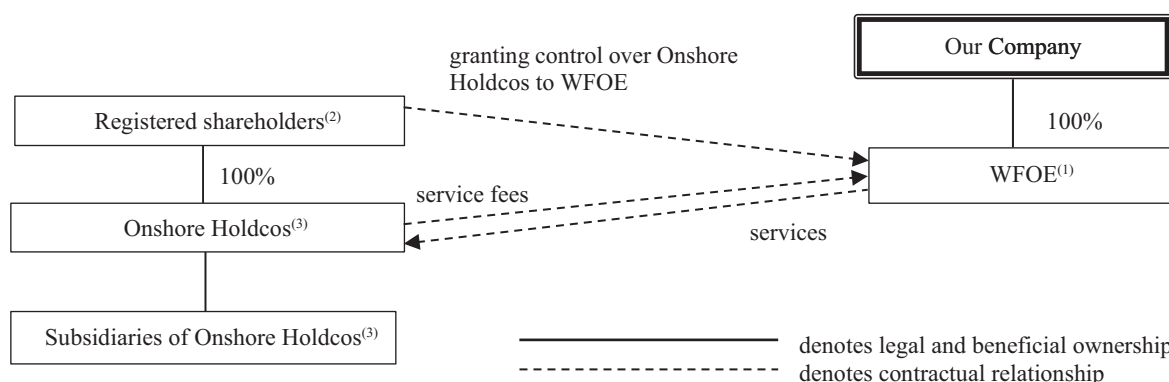 Our Company
granting control over Onshore
Holdcos to WFOE
Registered shareholders(2)
100%
100%
WFOE(1)
service fees
Onshore Holdcos(3)
services
Subsidiaries of Onshore Holdcos(3)
denotes legal and beneficial ownership
denotes contractual relationship